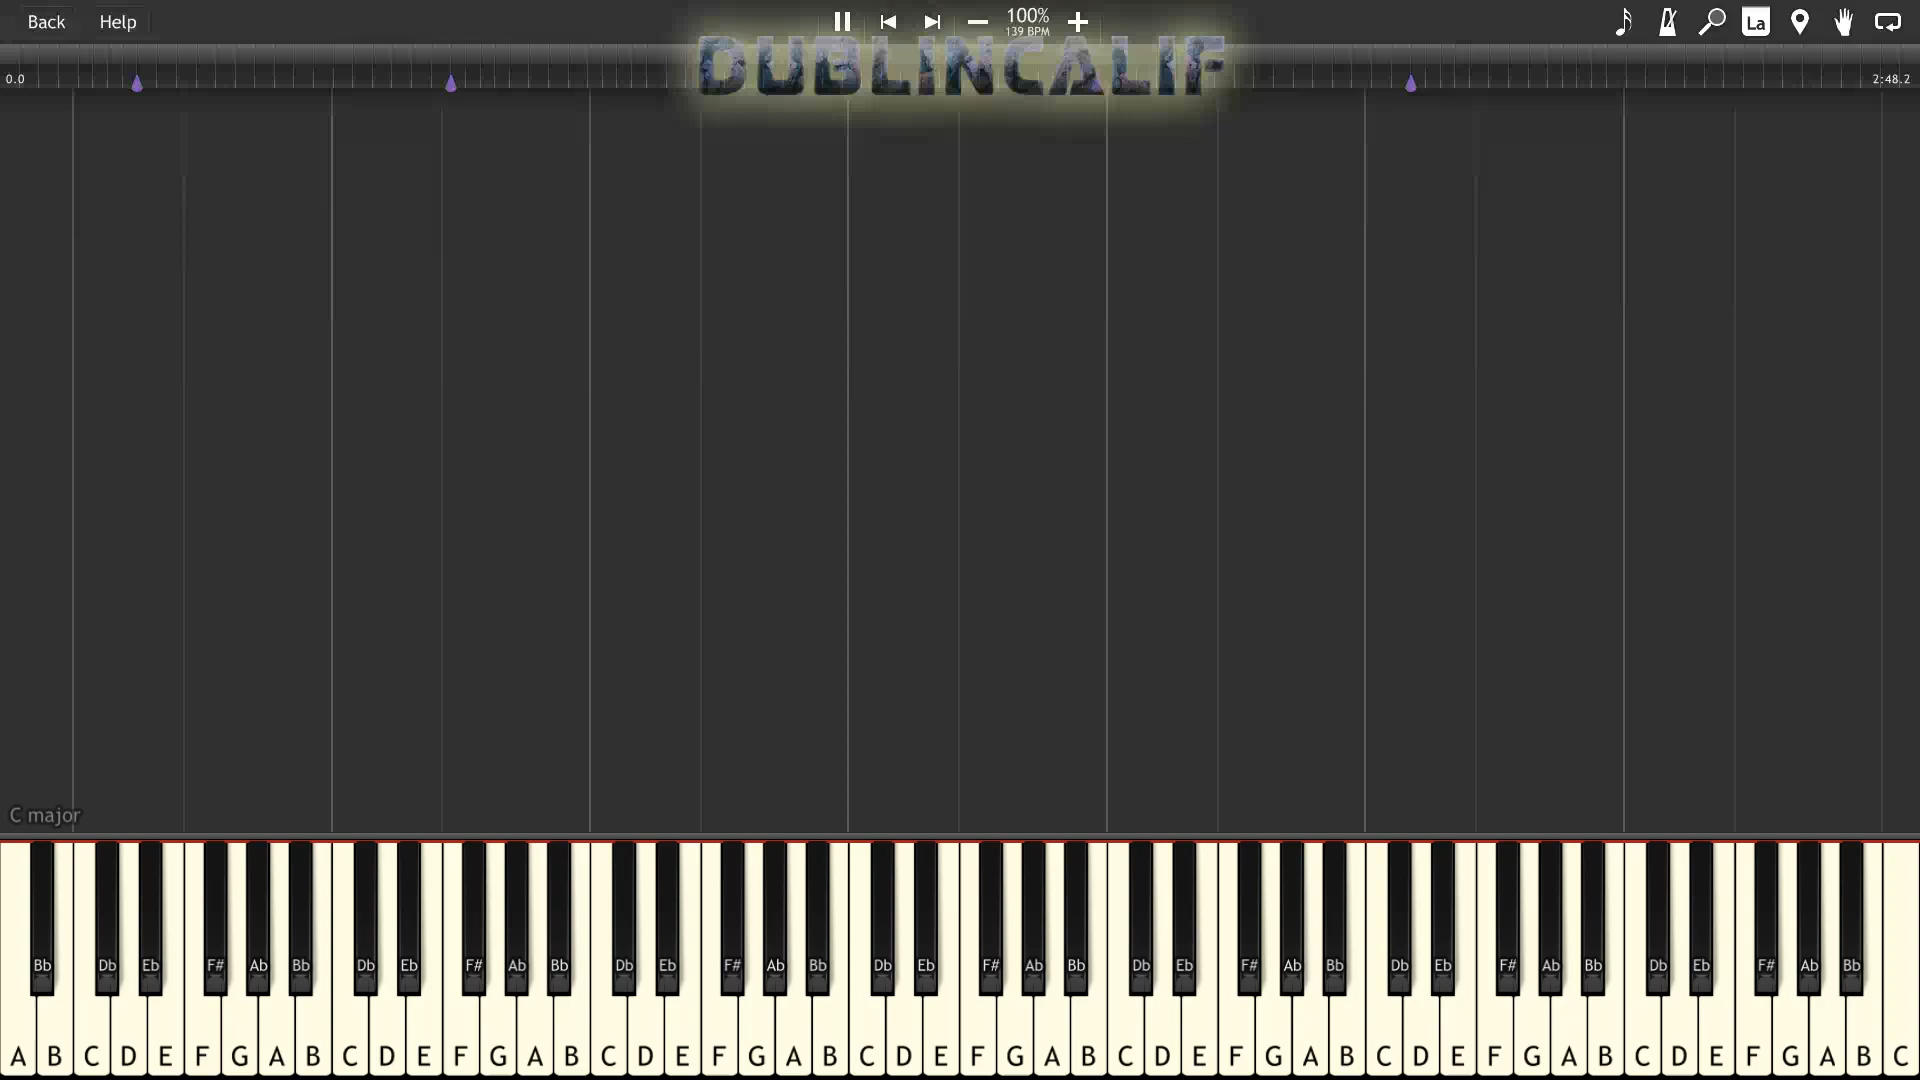 Back Help 100% La
139 BPM
DUBLINCALIF
0.0 2:48.2
C major
Bb Db Eb F# Ab Bb Db Eb F# Ab Bb Db Eb F# Ab Bb Db Eb F# Ab Bb Db Eb F# Ab Bb Db Eb F# Ab Bb Db Eb F# Ab Bb
A B C D E F G A B C D E F G A B C D E F G A B C D E F G A B C D E F G A B C D E F G A B C D E F G A B C